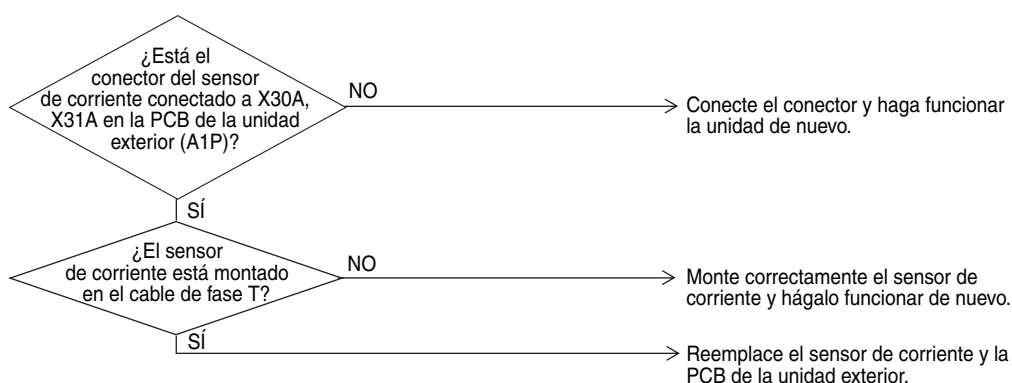 ¿Está el
conector del sensor
de corriente conectado a X30A,
X31A en la PCB de la unidad
exterior (A1P)?
NO
Conecte el conector y haga funcionar
la unidad de nuevo.
SÍ
¿El sensor
de corriente está montado
en el cable de fase T?
NO
Monte correctamente el sensor de
corriente y hágalo funcionar de nuevo.
SÍ
Reemplace el sensor de corriente y la
PCB de la unidad exterior.